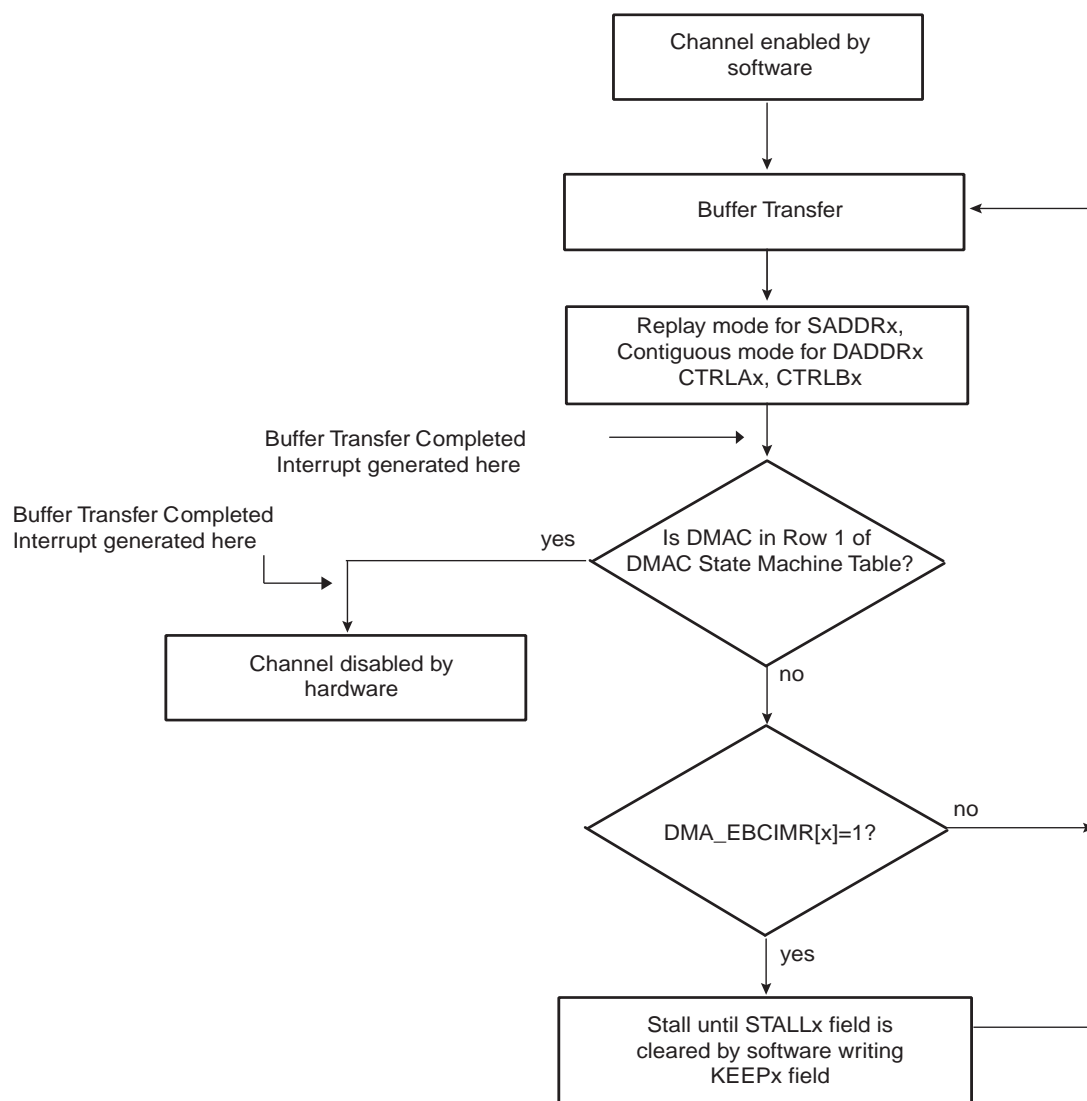 Channel enabled by
software
Buffer Transfer
Replay mode for SADDRx,
Contiguous mode for DADDRx
CTRLAx, CTRLBx
Buffer Transfer Completed
Interrupt generated here
Buffer Transfer Completed
Interrupt generated here
yes
Is DMAC in Row 1 of
DMAC State Machine Table?
Channel disabled by
hardware
no
DMA_EBCIMR[x]=1?
no
yes
Stall until STALLx field is
cleared by software writing
KEEPx field